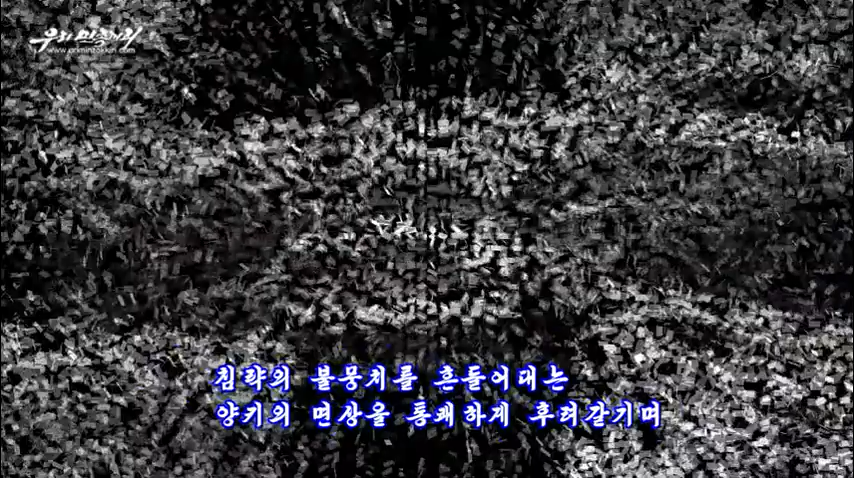 우리민족끼리
www.uriminzokkiri.com
침략의 불뭉치를 흔들어대는
양키의 면상을 통쾌하게 후려갈기며